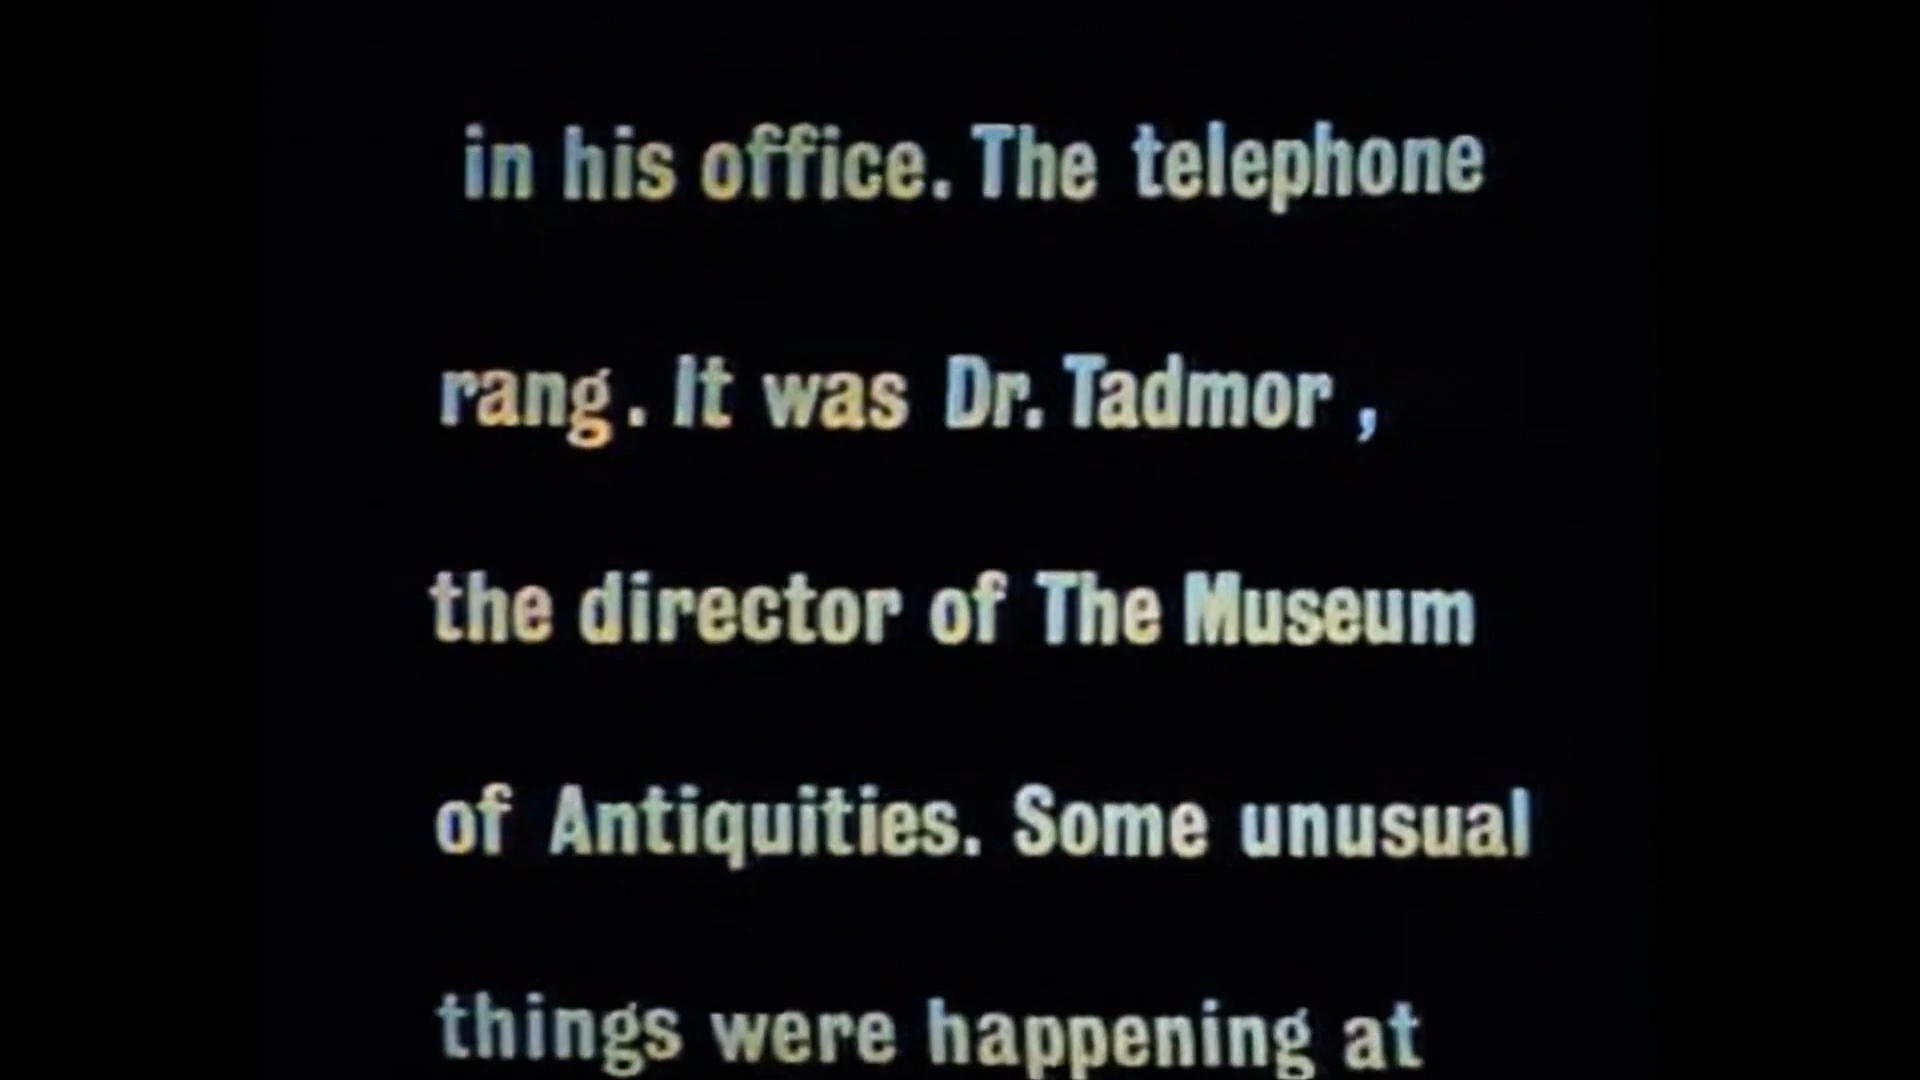 in his office. The telephone
rang. It was Dr. Tadmor,
the director of The Museum
of Antiquities. Some unusual
things were happening at